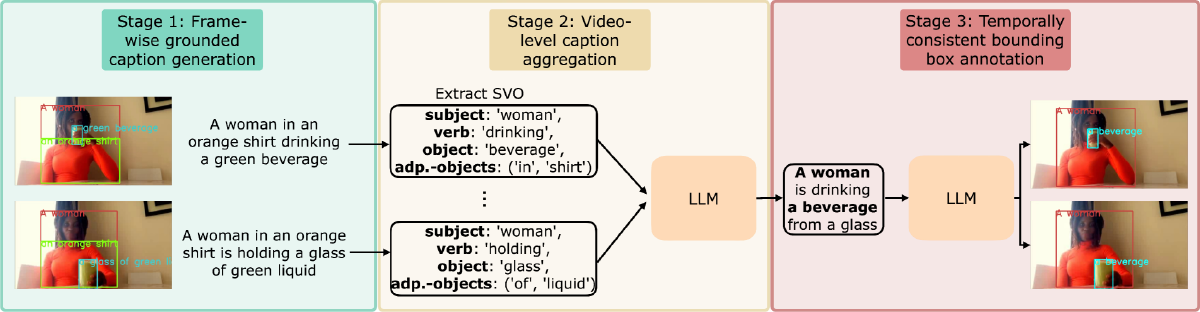 Stage 1: Frame-
wise grounded
caption generation
A woman
a green beverage
an orange shirt
A woman in an
orange shirt drinking
a green beverage
A woman
an orange shirt
a glass of green li
A woman in an orange
shirt is holding a glass
of green liquid
Stage 2: Video-
level caption
aggregation
Extract SVO
subject: 'woman',
verb: 'drinking',
object: 'beverage',
adp.-objects: ('in', 'shirt')
⋮
subject: 'woman',
verb: 'holding',
object: 'glass',
adp.-objects: ('of', 'liquid')
LLM
Stage 3: Temporally
consistent bounding
box annotation
A woman
is drinking
a beverage
from a glass
LLM
A woman
beverage
A woman
beverage